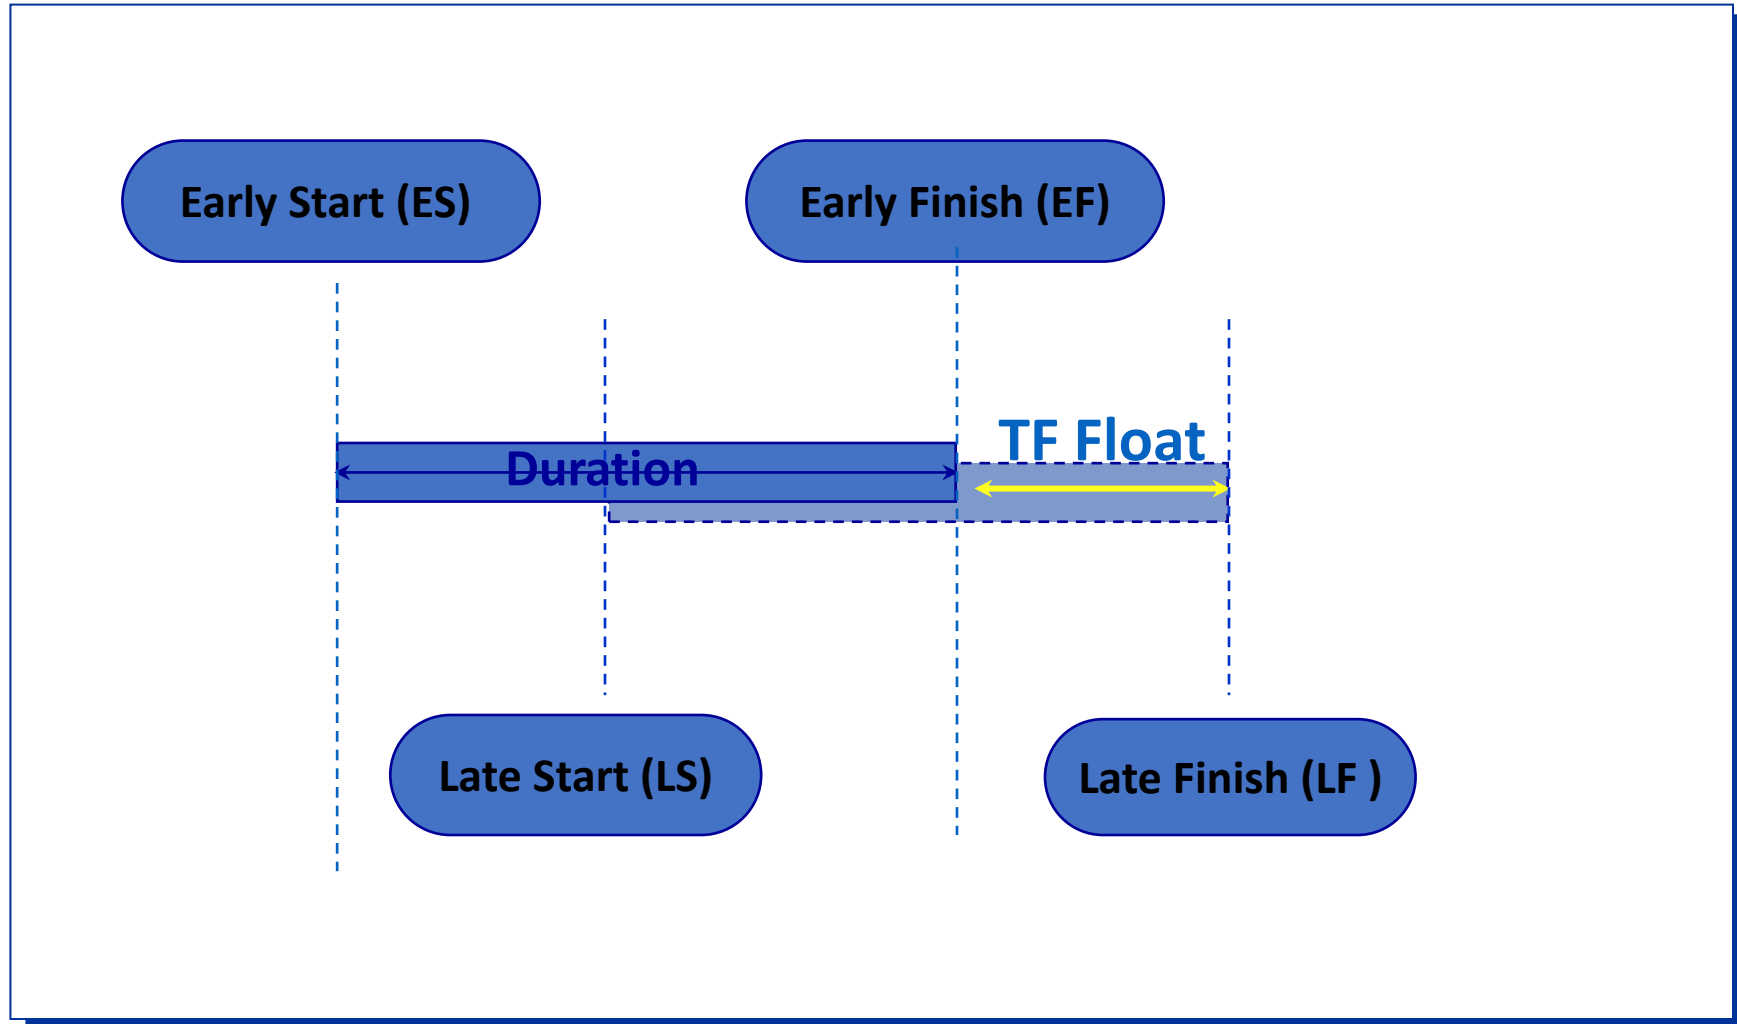 Early Start (ES)
Early Finish (EF)
TF Float
Duration
Late Start (LS)
Late Finish (LF )